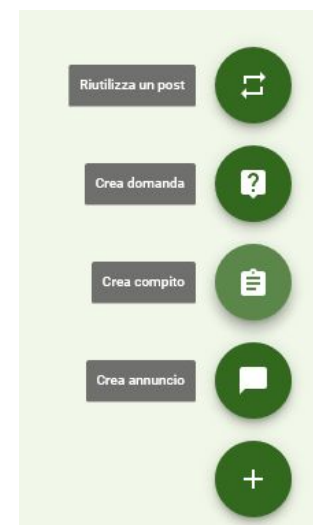 Riutilizza un post
Crea domanda
Crea compito
Crea annuncio